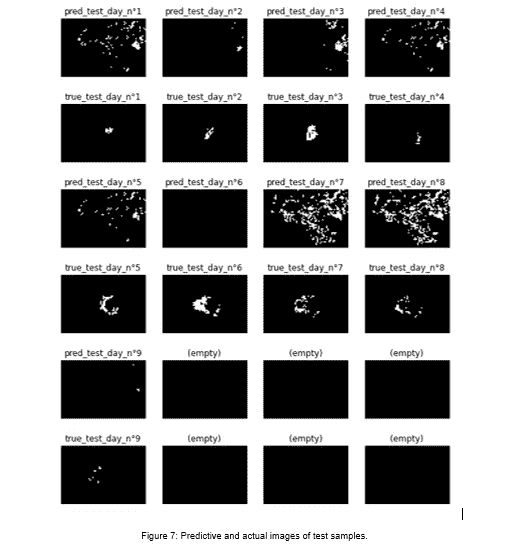 pred_test_day_n°1 pred_test_day_n°2 pred_test_day_n°3 pred_test_day_n°4
true_test_day_n°1 true_test_day_n°2 true_test_day_n°3 true_test_day_n°4
pred_test_day_n°5 pred_test_day_n°6 pred_test_day_n°7 pred_test_day_n°8
true_test_day_n°5 true_test_day_n°6 true_test_day_n°7 true_test_day_n°8
pred_test_day_n°9 (empty) (empty) (empty)
true_test_day_n°9 (empty) (empty) (empty)
Figure 7: Predictive and actual images of test samples.